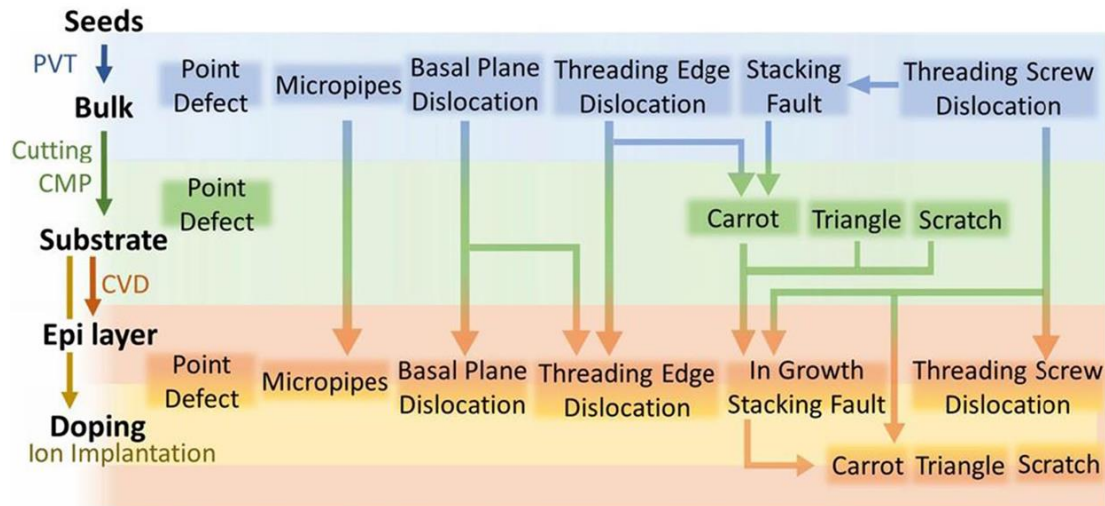 Seeds
PVT
Bulk
Cutting
CMP
Substrate
CVD
Epi layer
Doping
Ion Implantation
Point
Defect
Micropipes
Basal Plane
Dislocation
Threading Edge
Dislocation
Stacking
Fault
Threading Screw
Dislocation
Point
Defect
Carrot
Triangle
Scratch
Point
Defect
Micropipes
Basal Plane
Dislocation
Threading Edge
Dislocation
In Growth
Stacking Fault
Threading Screw
Dislocation
Carrot
Triangle
Scratch